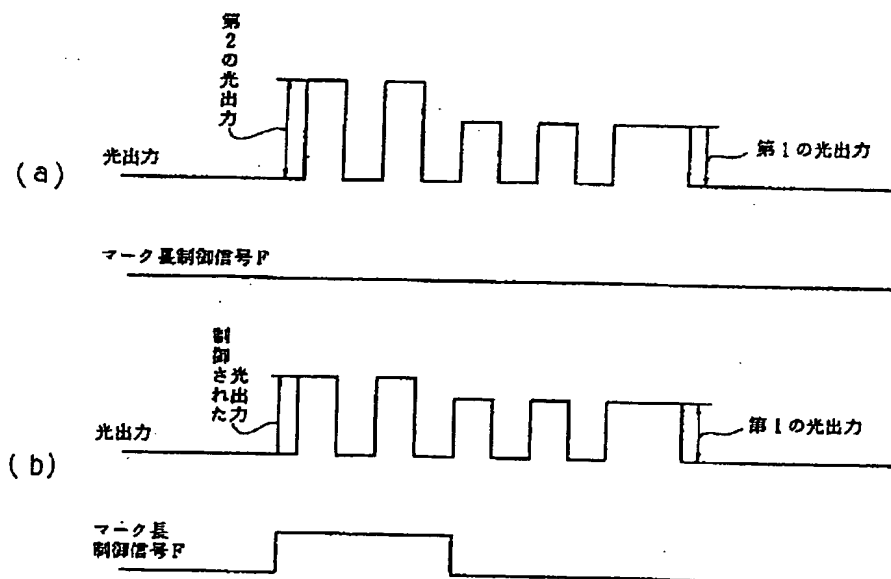 第2の光出力
光出力
第1の光出力
(a)
マーク長制御信号F
制御された
光出力
光出力
第1の光出力
(b)
マーク長
制御信号F